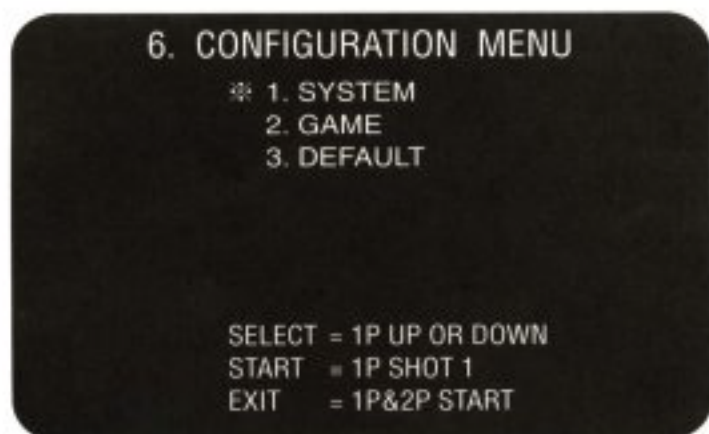 6. CONFIGURATION MENU
※ 1. SYSTEM
2. GAME
3. DEFAULT
SELECT = 1P UP OR DOWN
START = 1P SHOT 1
EXIT = 1P&2P START